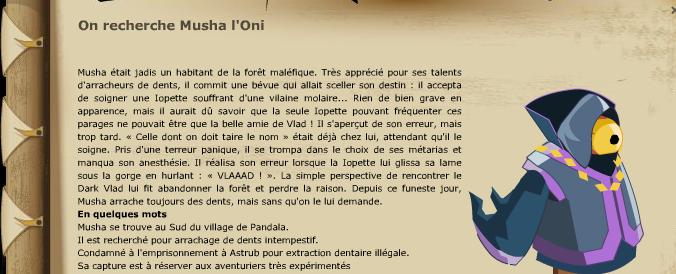 On recherche Musha l'Oni
Musha était jadis un habitant de la forêt maléfique. Très apprécié pour ses talents
d'arracheurs de dents, il commit une bévue qui allait sceller son destin : il accepta
de soigner une Iopette souffrant d'une vilaine molaire... Rien de bien grave en
apparence, mais il aurait dû savoir que la seule Iopette pouvant fréquenter ces
parages ne pouvait être que la belle amie de Vlad ! Il s'aperçut de son erreur, mais
trop tard. « Celle dont on doit taire le nom » était déjà chez lui, attendant qu'il le
soigne. Pris d'une terreur panique, il se trompa dans le choix de ses métarias et
manqua son anesthésie. Il réalisa son erreur lorsque la Iopette lui glissa sa lame
sous la gorge en hurlant : « VLAAAD ! ». La simple perspective de rencontrer le
Dark Vlad lui fit abandonner la forêt et perdre la raison. Depuis ce funeste jour,
Musha arrache toujours des dents, mais sans qu'on le lui demande.
En quelques mots
Musha se trouve au Sud du village de Pandala.
Il est recherché pour arrachage de dents intempestif.
Condamné à l'emprisonnement à Astrub pour extraction dentaire illégale.
Sa capture est à réserver aux aventuriers très expérimentés